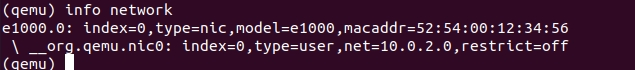 (qemu) info network
e1000.0: index=0,type=nic,model=e1000,macaddr=52:54:00:12:34:56
 \ __org.qemu.nic0: index=0,type=user,net=10.0.2.0,restrict=off
(qemu)